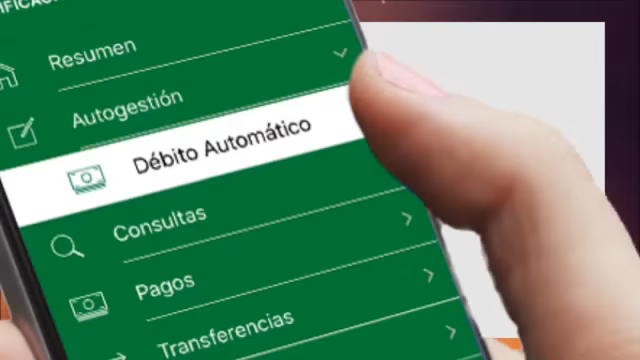 Resumen
Autogestión
Débito Automático
Consultas
Pagos
Transferencias